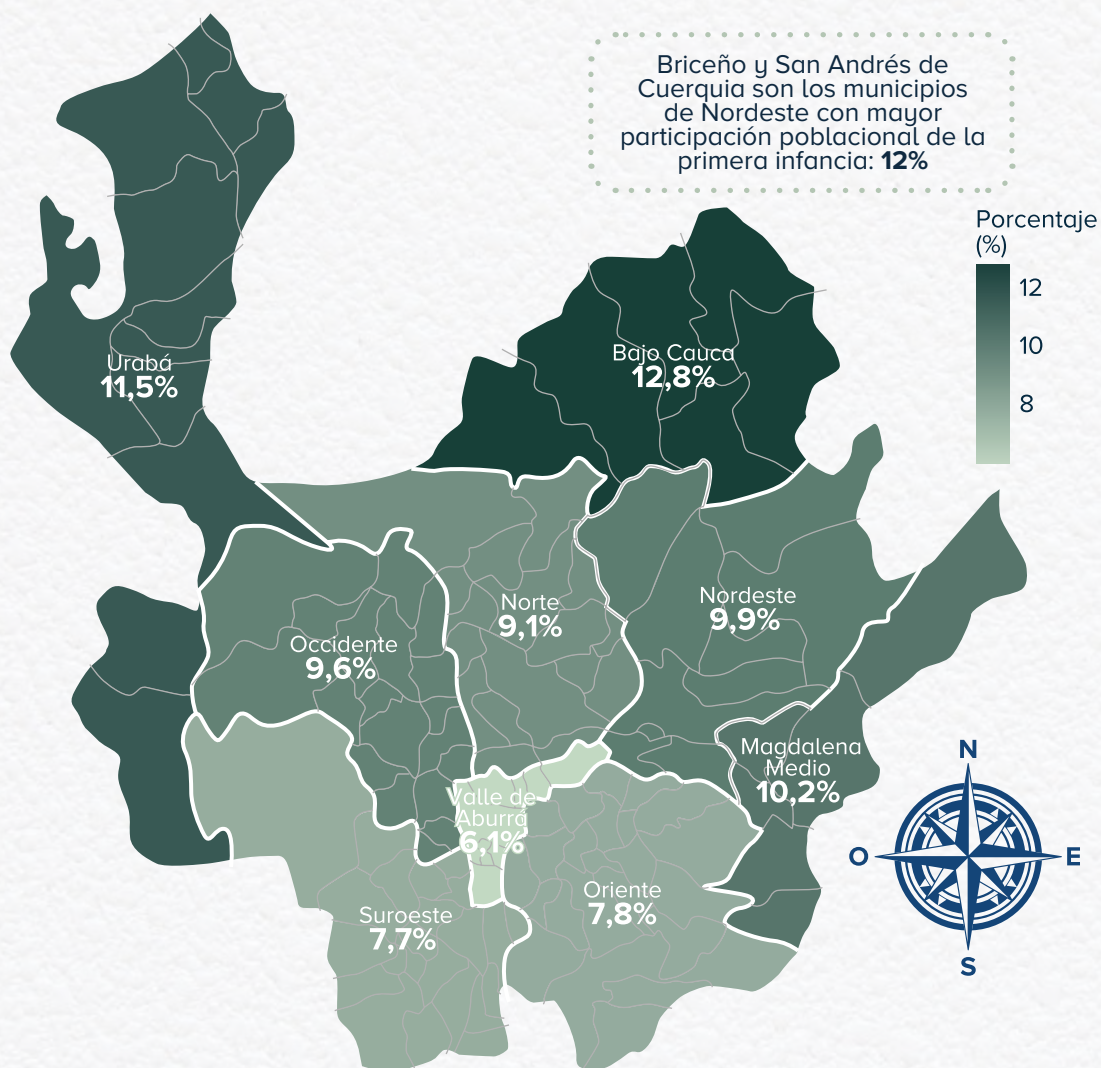 Briceño y San Andrés de
Cuerquia son los municipios
de Nordeste con mayor
participación poblacional de la
primera infancia: 12%
Porcentaje
(%)
12
10
8
Urabá
11,5%
Bajo Cauca
12,8%
Norte
9,1%
Nordeste
9,9%
Occidente
9,6%
Magdalena
Medio
10,2%
Valle de
Aburrá
6,1%
Oriente
7,8%
Suroeste
7,7%
N
O
E
S